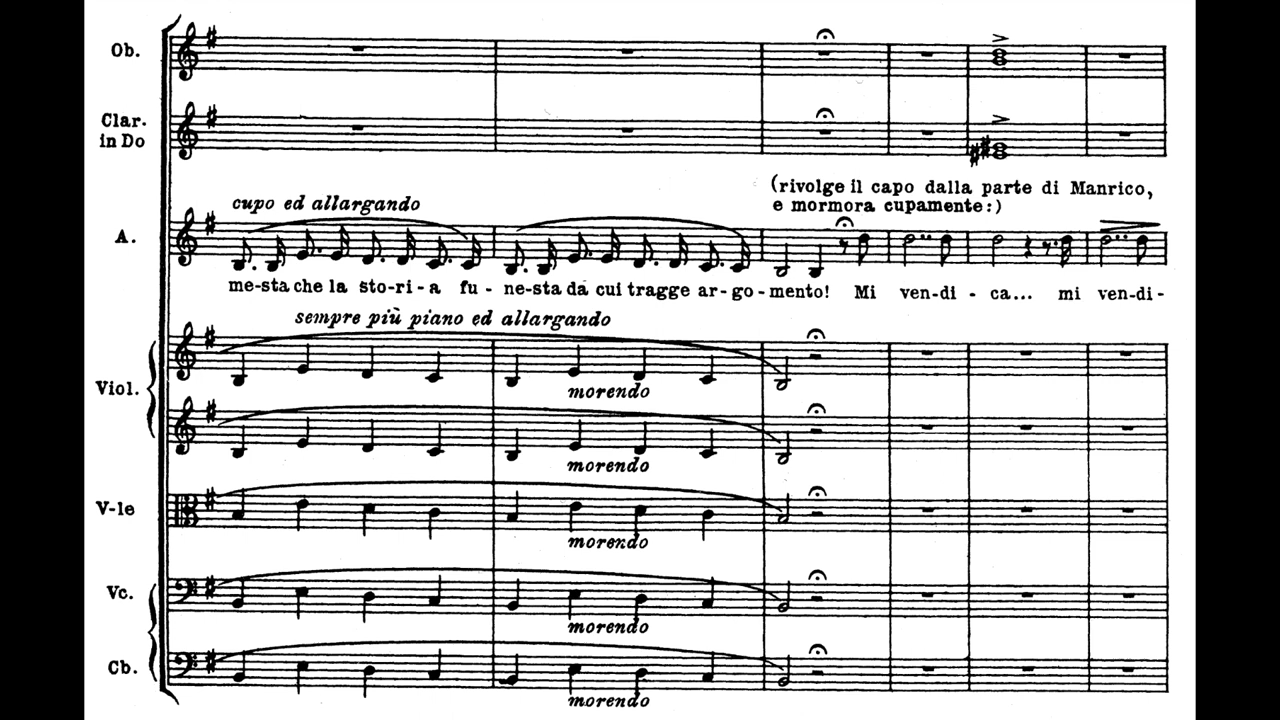 Ob.
Clar.
in Do
(rivolge il capo dalla parte di Manrico,
e mormora cupamente:)
cupo ed allargando
A.
me-sta che la sto-ri-a fu-ne-sta da cui tragge ar-go-mento! Mi ven-di-ca... mi ven-di-
sempre più piano ed allargando
Viol.
morendo
morendo
V-le
morendo
Vc.
morendo
Cb.
morendo